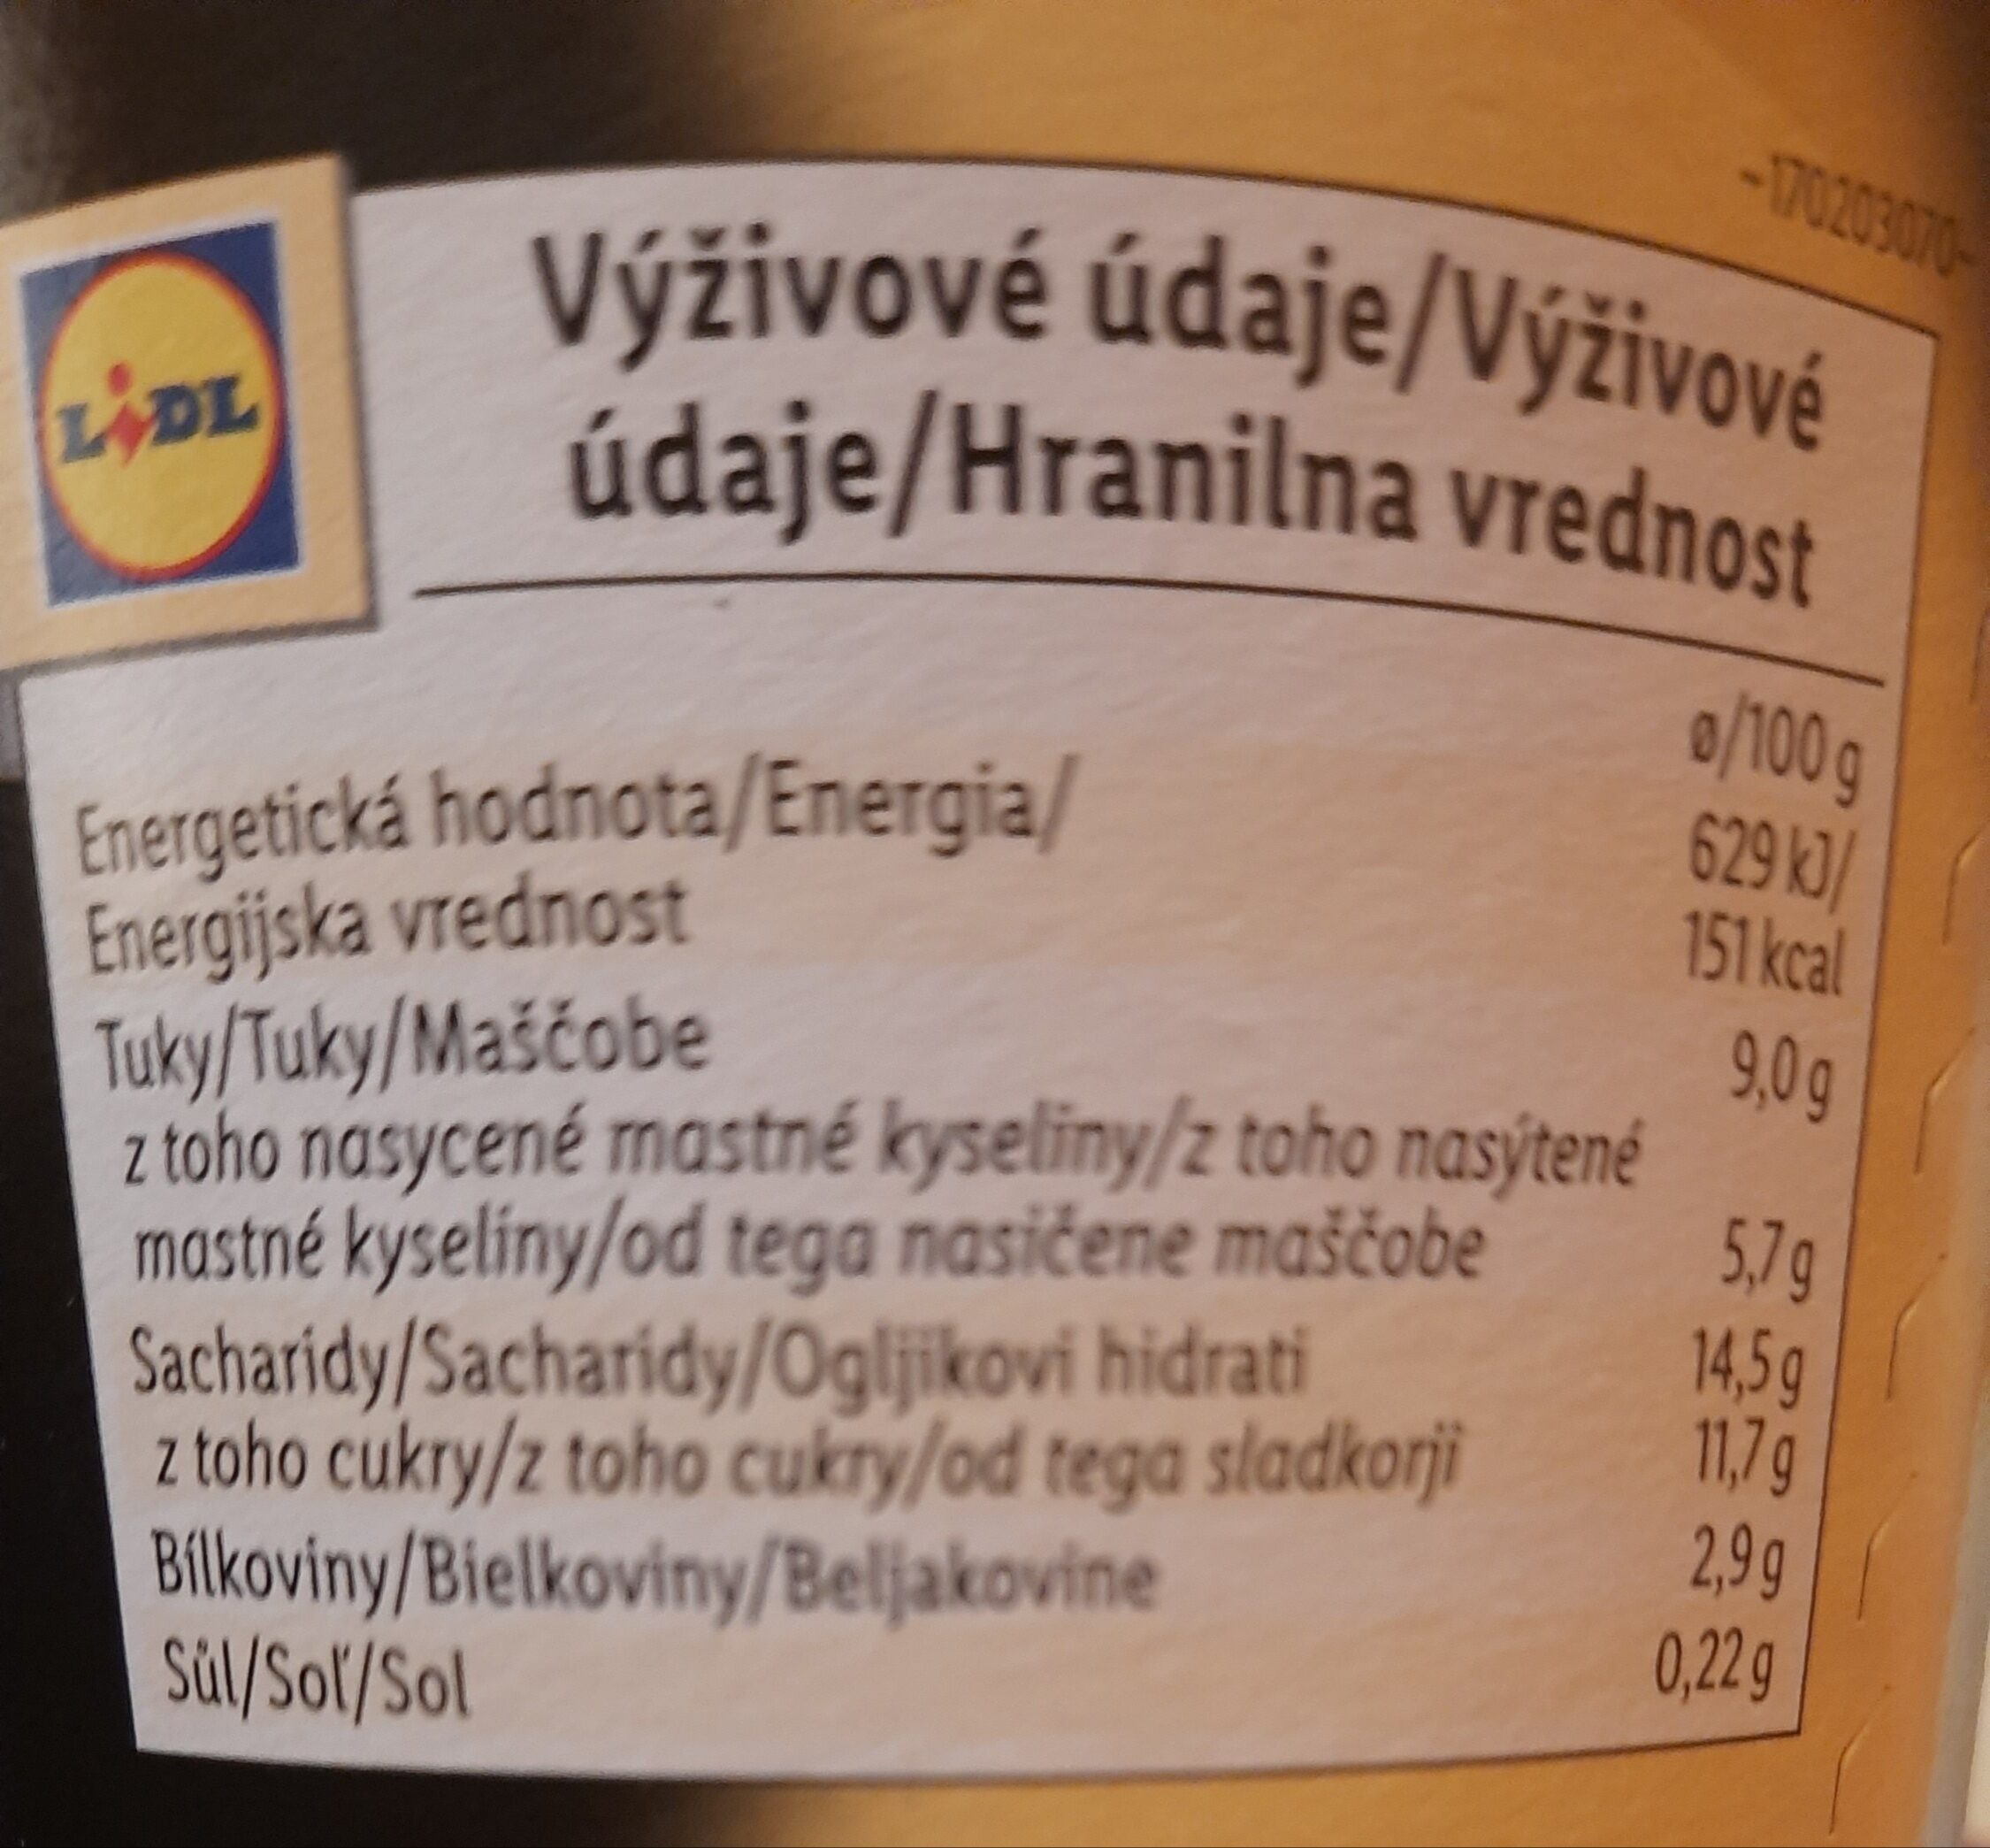 -170203070-
LiDL
Výživové údaje/Výživové
údaje/Hranilna vrednost
ø/100 g
Energetická hodnota/Energia/ 629 kJ/
Energijska vrednost 151 kcal
Tuky/Tuky/Maščobe 9,0 g
z toho nasycené mastné kyseliny/z toho nasýtené
mastné kyseliny/od tega nasičene maščobe 5,7 g
Sacharidy/Sacharidy/Ogljikovi hidrati 14,5 g
z toho cukry/z toho cukry/od tega sladkorji 11,7 g
Bílkoviny/Bielkoviny/Beljakovine 2,9 g
Sůl/Soľ/Sol 0,22 g